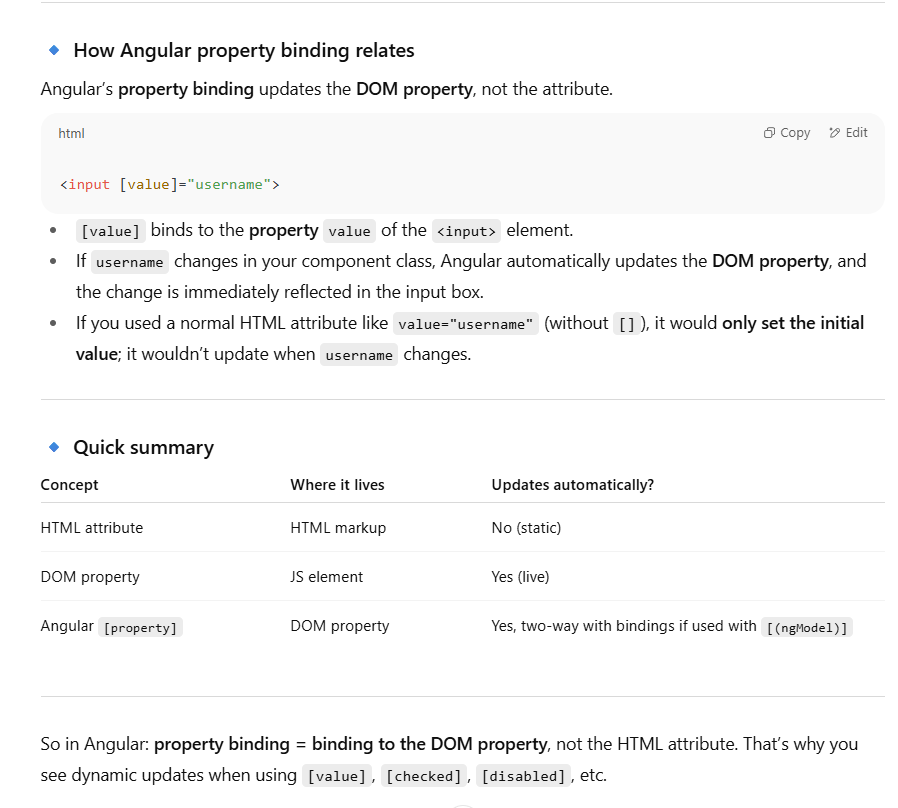 How Angular property binding relates
Angular’s property binding updates the DOM property, not the attribute.
html
Copy
Edit
<input [value]="username">
[value] binds to the property value of the <input> element.
If username changes in your component class, Angular automatically updates the DOM property, and
the change is immediately reflected in the input box.
If you used a normal HTML attribute like value="username" (without []), it would only set the initial
value; it wouldn’t update when username changes.
Quick summary
Concept Where it lives Updates automatically?
HTML attribute HTML markup No (static)
DOM property JS element Yes (live)
Angular [property] DOM property Yes, two-way with bindings if used with [(ngModel)]
So in Angular: property binding = binding to the DOM property, not the HTML attribute. That’s why you
see dynamic updates when using [value], [checked], [disabled], etc.